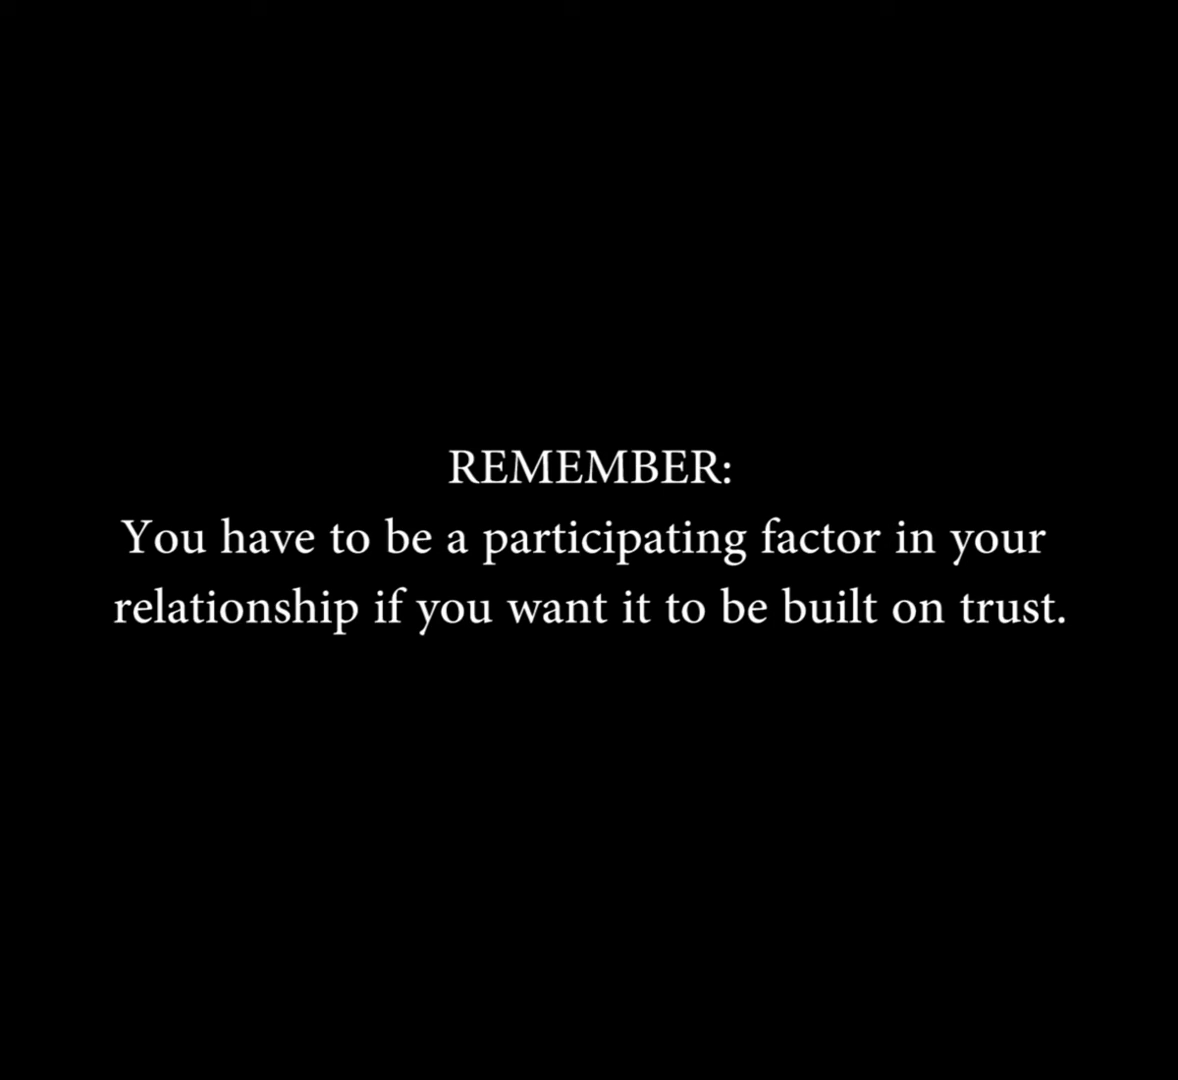 REMEMBER:
You have to be a participating factor in your
relationship if you want it to be built on trust.